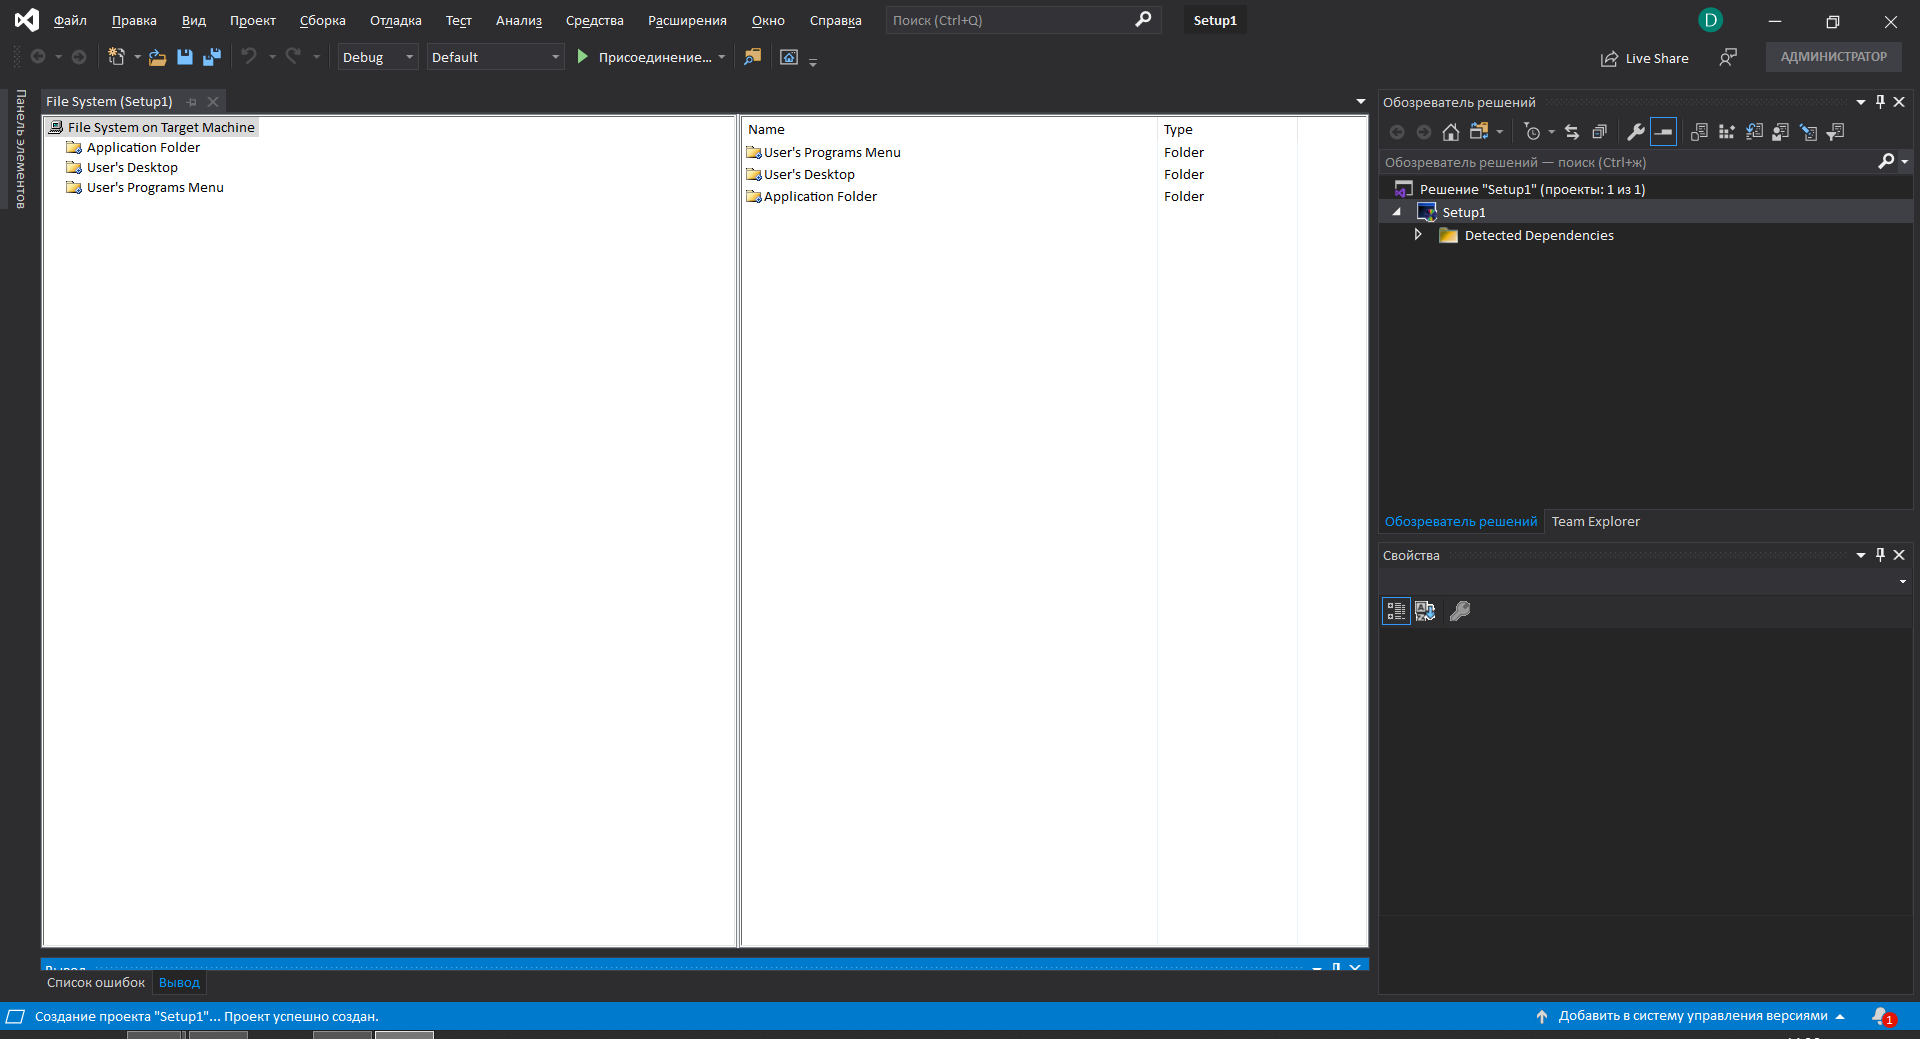 Файл Правка Вид Проект Сборка Отладка Тест Анализ Средства Расширения Окно Справка Поиск (Ctrl+Q) Setup1 D
Debug Default Присоединение... Live Share АДМИНИСТРАТОР
Панель элементов
File System (Setup1)
File System on Target Machine
Application Folder
User's Desktop
User's Programs Menu
Name Type
User's Programs Menu Folder
User's Desktop Folder
Application Folder Folder
Обозреватель решений
Обозреватель решений — поиск (Ctrl+ж)
Решение "Setup1" (проекты: 1 из 1)
Setup1
Detected Dependencies
Обозреватель решений Team Explorer
Свойства
Вывод
Список ошибок Вывод
Создание проекта "Setup1"... Проект успешно создан. Добавить в систему управления версиями 1